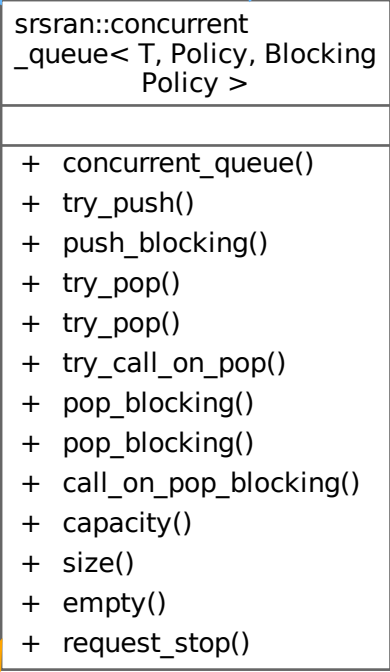 srsran::concurrent
_queue< T, Policy, Blocking
Policy >
+ concurrent_queue()
+ try_push()
+ push_blocking()
+ try_pop()
+ try_pop()
+ try_call_on_pop()
+ pop_blocking()
+ pop_blocking()
+ call_on_pop_blocking()
+ capacity()
+ size()
+ empty()
+ request_stop()